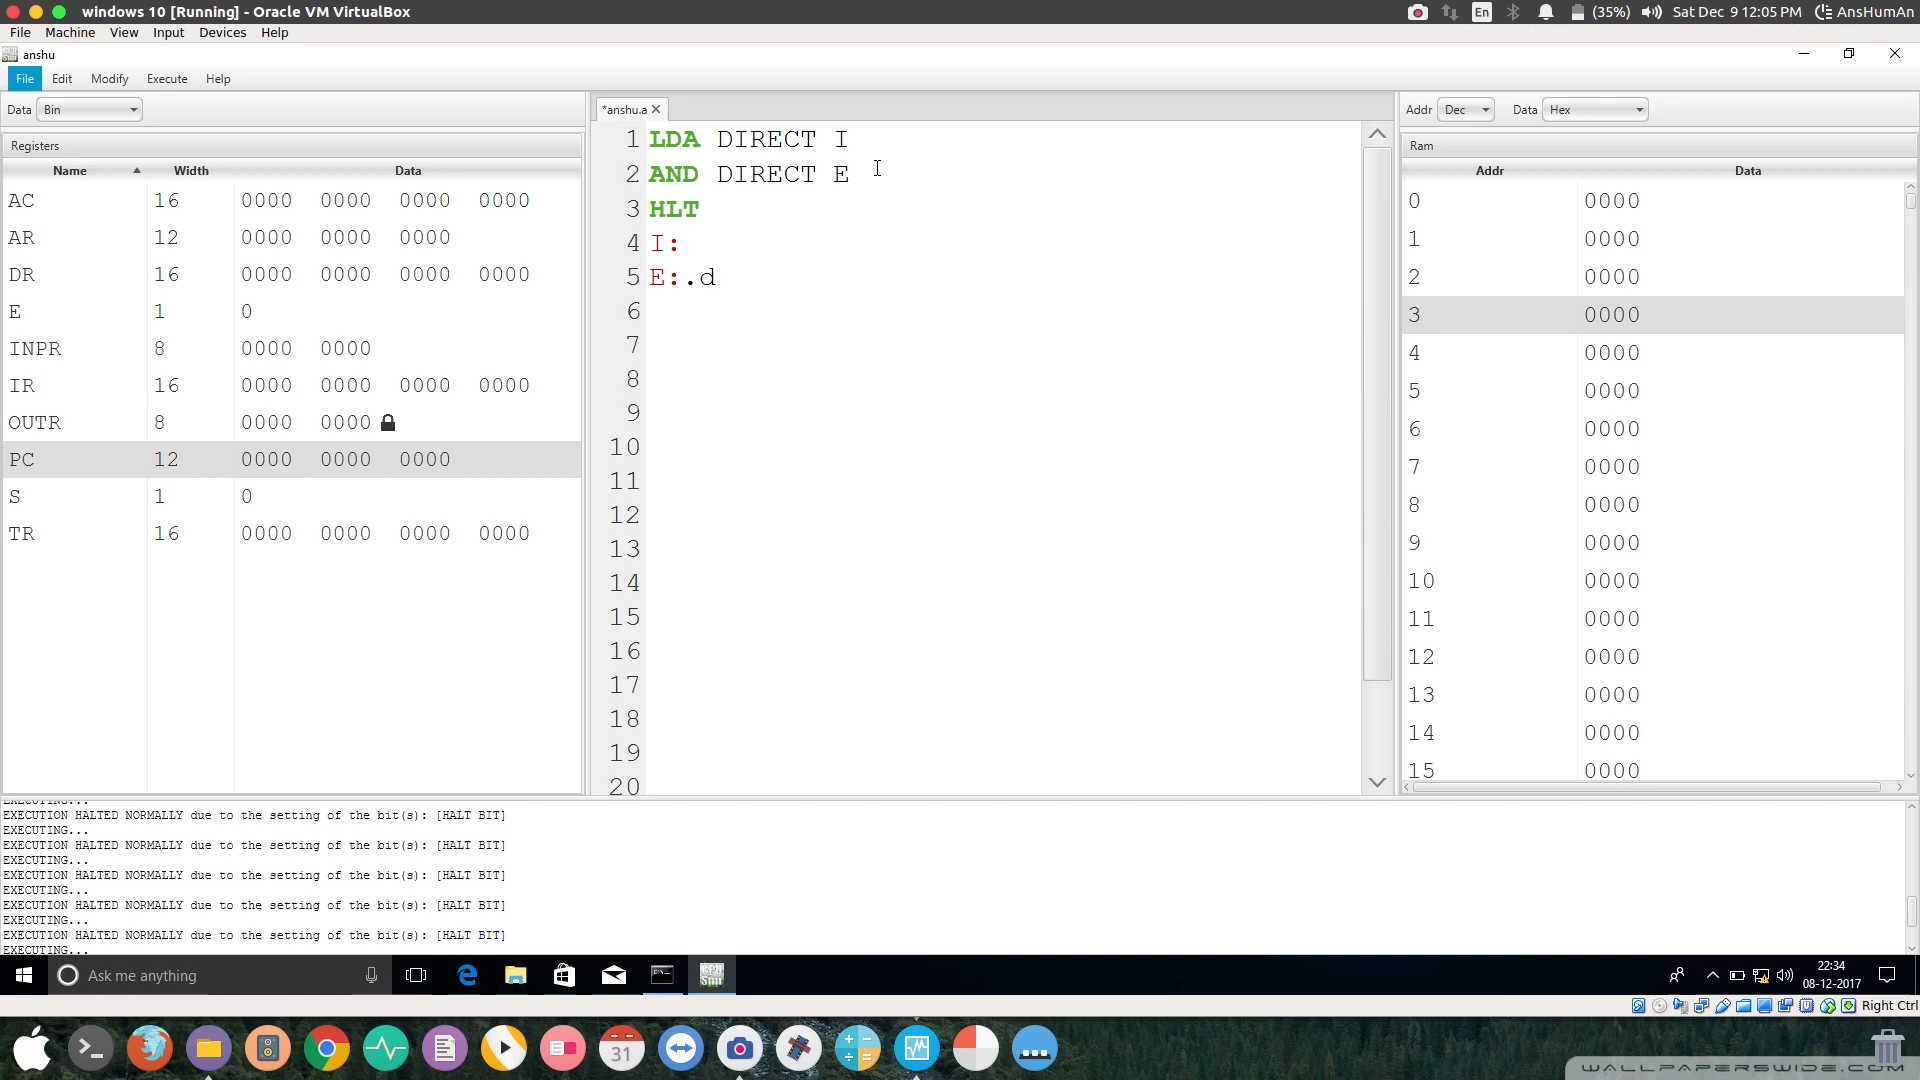 windows 10 [Running] - Oracle VM VirtualBox
En
(35%)
Sat Dec 9 12:05 PM
AnsHumAn
File Machine View Input Devices Help
anshu
File Edit Modify Execute Help
Data Bin
*anshu.a
Addr Dec Data Hex
Registers
Name Width Data
AC 16 0000 0000 0000 0000
AR 12 0000 0000 0000
DR 16 0000 0000 0000 0000
E 1 0
INPR 8 0000 0000
IR 16 0000 0000 0000 0000
OUTR 8 0000 0000
PC 12 0000 0000 0000
S 1 0
TR 16 0000 0000 0000 0000
1 LDA DIRECT I
2 AND DIRECT E
3 HLT
4 I:
5 E:.d
6
7
8
9
10
11
12
13
14
15
16
17
18
19
20
Ram
Addr Data
0 0000
1 0000
2 0000
3 0000
4 0000
5 0000
6 0000
7 0000
8 0000
9 0000
10 0000
11 0000
12 0000
13 0000
14 0000
15 0000
EXECUTING...
EXECUTION HALTED NORMALLY due to the setting of the bit(s): [HALT BIT]
EXECUTING...
EXECUTION HALTED NORMALLY due to the setting of the bit(s): [HALT BIT]
EXECUTING...
EXECUTION HALTED NORMALLY due to the setting of the bit(s): [HALT BIT]
EXECUTING...
EXECUTION HALTED NORMALLY due to the setting of the bit(s): [HALT BIT]
EXECUTING...
EXECUTION HALTED NORMALLY due to the setting of the bit(s): [HALT BIT]
EXECUTING...
Ask me anything
22:34
08-12-2017
Right Ctrl
31
WALLPAPERSWIDE.COM